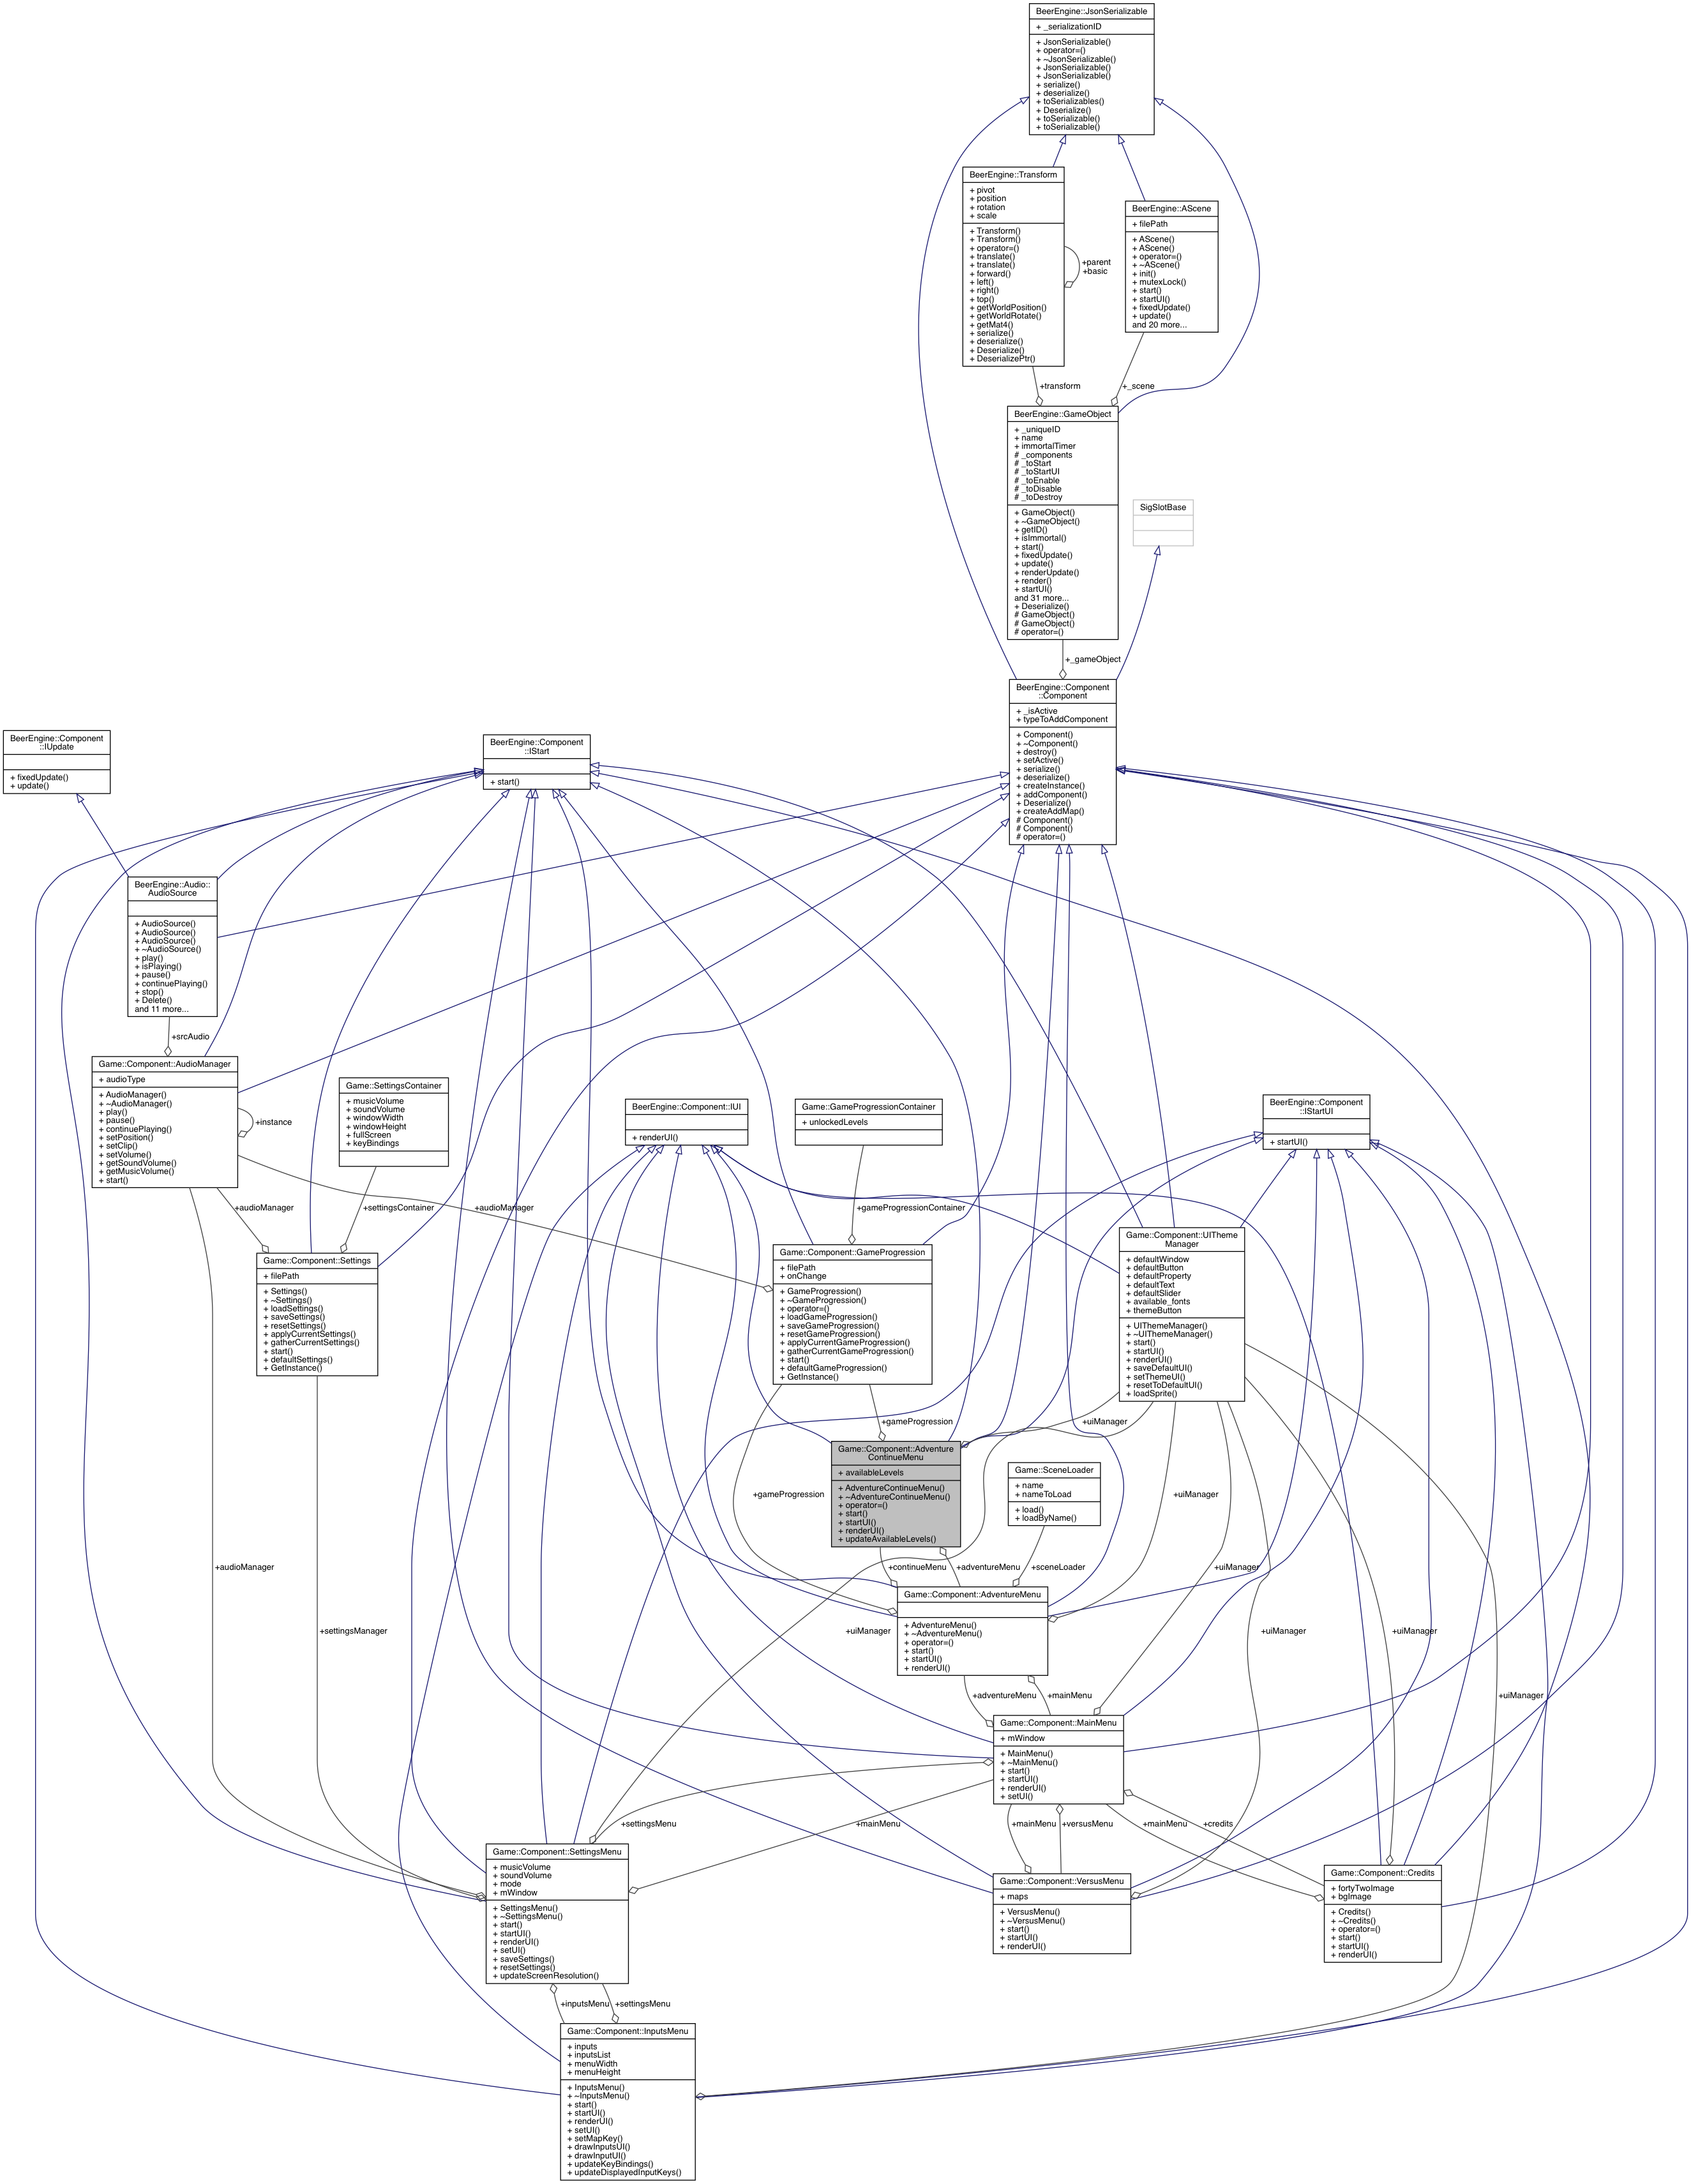 BeerEngine::JsonSerializable
+ _serializationID
+ JsonSerializable()
+ operator=()
+ ~JsonSerializable()
+ JsonSerializable()
+ JsonSerializable()
+ serialize()
+ deserialize()
+ toSerializables()
+ Deserialize()
+ toSerializable()
+ toSerializable()
BeerEngine::Transform
+ pivot
+ position
+ rotation
+ scale
+ Transform()
+ Transform()
+ operator=()
+ translate()
+ translate()
+ forward()
+ left()
+ right()
+ top()
+ getWorldPosition()
+ getWorldRotate()
+ getMat4()
+ serialize()
+ deserialize()
+ Deserialize()
+ DeserializePtr()
+parent
+basic
BeerEngine::AScene
+ filePath
+ AScene()
+ AScene()
+ operator=()
+ ~AScene()
+ init()
+ mutexLock()
+ start()
+ startUI()
+ fixedUpdate()
+ update()
and 20 more...
+transform
+_scene
BeerEngine::GameObject
+ _uniqueID
+ name
+ immortalTimer
# _components
# _toStart
# _toStartUI
# _toEnable
# _toDisable
# _toDestroy
+ GameObject()
+ ~GameObject()
+ getID()
+ isImmortal()
+ start()
+ fixedUpdate()
+ update()
+ renderUpdate()
+ render()
+ startUI()
and 31 more...
+ Deserialize()
# GameObject()
# GameObject()
# operator=()
SigSlotBase
+_gameObject
BeerEngine::Component
::Component
+ _isActive
+ typeToAddComponent
+ Component()
+ ~Component()
+ destroy()
+ setActive()
+ serialize()
+ deserialize()
+ createInstance()
+ addComponent()
+ Deserialize()
+ createAddMap()
# Component()
# Component()
# operator=()
BeerEngine::Component
::IUpdate
+ fixedUpdate()
+ update()
BeerEngine::Component
::IStart
+ start()
BeerEngine::Audio::
AudioSource
+ AudioSource()
+ AudioSource()
+ AudioSource()
+ ~AudioSource()
+ play()
+ isPlaying()
+ pause()
+ continuePlaying()
+ stop()
+ Delete()
and 11 more...
+srcAudio
Game::Component::AudioManager
+ audioType
+ AudioManager()
+ ~AudioManager()
+ play()
+ pause()
+ continuePlaying()
+ setPosition()
+ setClip()
+ setVolume()
+ getSoundVolume()
+ getMusicVolume()
+ start()
+instance
Game::SettingsContainer
+ musicVolume
+ soundVolume
+ windowWidth
+ windowHeight
+ fullScreen
+ keyBindings
BeerEngine::Component::IUI
+ renderUI()
Game::GameProgressionContainer
+ unlockedLevels
BeerEngine::Component
::IStartUI
+ startUI()
+audioManager
+settingsContainer
+audioManager
+gameProgressionContainer
Game::Component::Settings
+ filePath
+ Settings()
+ ~Settings()
+ loadSettings()
+ saveSettings()
+ resetSettings()
+ applyCurrentSettings()
+ gatherCurrentSettings()
+ start()
+ defaultSettings()
+ GetInstance()
Game::Component::GameProgression
+ filePath
+ onChange
+ GameProgression()
+ ~GameProgression()
+ operator=()
+ loadGameProgression()
+ saveGameProgression()
+ resetGameProgression()
+ applyCurrentGameProgression()
+ gatherCurrentGameProgression()
+ start()
+ defaultGameProgression()
+ GetInstance()
Game::Component::UITheme
Manager
+ defaultWindow
+ defaultButton
+ defaultProperty
+ defaultText
+ defaultSlider
+ available_fonts
+ themeButton
+ UIThemeManager()
+ ~UIThemeManager()
+ start()
+ startUI()
+ renderUI()
+ saveDefaultUI()
+ setThemeUI()
+ resetToDefaultUI()
+ loadSprite()
+gameProgression
+uiManager
Game::Component::Adventure
ContinueMenu
+ availableLevels
+ AdventureContinueMenu()
+ ~AdventureContinueMenu()
+ operator=()
+ start()
+ startUI()
+ renderUI()
+ updateAvailableLevels()
Game::SceneLoader
+ name
+ nameToLoad
+ load()
+ loadByName()
+gameProgression
+uiManager
+audioManager
+continueMenu
+adventureMenu
+sceneLoader
+uiManager
Game::Component::AdventureMenu
+ AdventureMenu()
+ ~AdventureMenu()
+ operator=()
+ start()
+ startUI()
+ renderUI()
+settingsManager
+uiManager
+uiManager
+uiManager
+adventureMenu
+mainMenu
+uiManager
Game::Component::MainMenu
+ mWindow
+ MainMenu()
+ ~MainMenu()
+ start()
+ startUI()
+ renderUI()
+ setUI()
+settingsMenu
+mainMenu
+mainMenu
+versusMenu
+mainMenu
+credits
Game::Component::SettingsMenu
+ musicVolume
+ soundVolume
+ mode
+ mWindow
+ SettingsMenu()
+ ~SettingsMenu()
+ start()
+ startUI()
+ renderUI()
+ setUI()
+ saveSettings()
+ resetSettings()
+ updateScreenResolution()
Game::Component::VersusMenu
+ maps
+ VersusMenu()
+ ~VersusMenu()
+ start()
+ startUI()
+ renderUI()
Game::Component::Credits
+ fortyTwoImage
+ bgImage
+ Credits()
+ ~Credits()
+ operator=()
+ start()
+ startUI()
+ renderUI()
+inputsMenu
+settingsMenu
Game::Component::InputsMenu
+ inputs
+ inputsList
+ menuWidth
+ menuHeight
+ InputsMenu()
+ ~InputsMenu()
+ start()
+ startUI()
+ renderUI()
+ setUI()
+ setMapKey()
+ drawInputsUI()
+ drawInputUI()
+ updateKeyBindings()
+ updateDisplayedInputKeys()